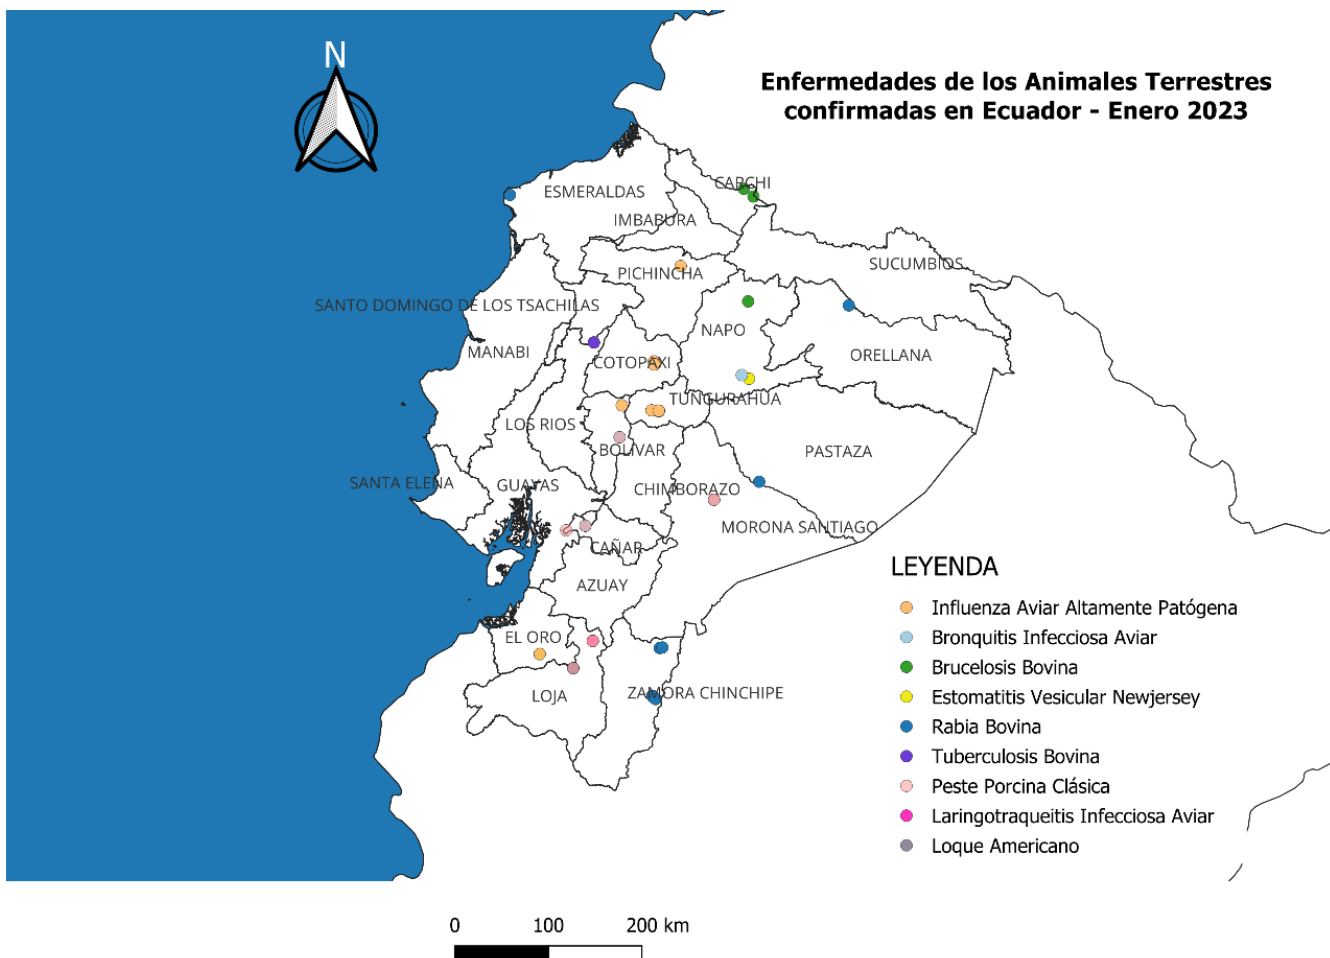 N
Enfermedades de los Animales Terrestres
confirmadas en Ecuador - Enero 2023
CARCHI
ESMERALDAS
IMBABURA
SUCUMBIOS
PICHINCHA
SANTO DOMINGO DE LOS TSACHILAS
NAPO
MANABI
ORELLANA
COTOPAXI
TUNGURAHUA
LOS RIOS
BOLIVAR
PASTAZA
SANTA ELENA
GUAYAS
CHIMBORAZO
MORONA SANTIAGO
CAÑAR
AZUAY
EL ORO
ZAMORA CHINCHIPE
LOJA
LEYENDA
Influenza Aviar Altamente Patógena
Bronquitis Infecciosa Aviar
Brucelosis Bovina
Estomatitis Vesicular Newjersey
Rabia Bovina
Tuberculosis Bovina
Peste Porcina Clásica
Laringotraqueitis Infecciosa Aviar
Loque Americano
0 100 200 km